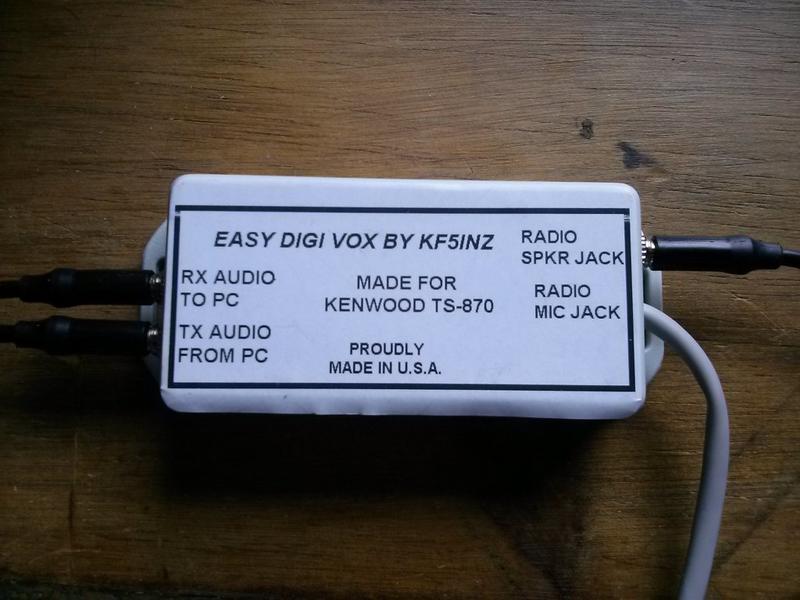 EASY DIGI VOX BY KF5INZ
RX AUDIO
TO PC
TX AUDIO
FROM PC
MADE FOR
KENWOOD TS-870
PROUDLY
MADE IN U.S.A.
RADIO
SPKR JACK
RADIO
MIC JACK